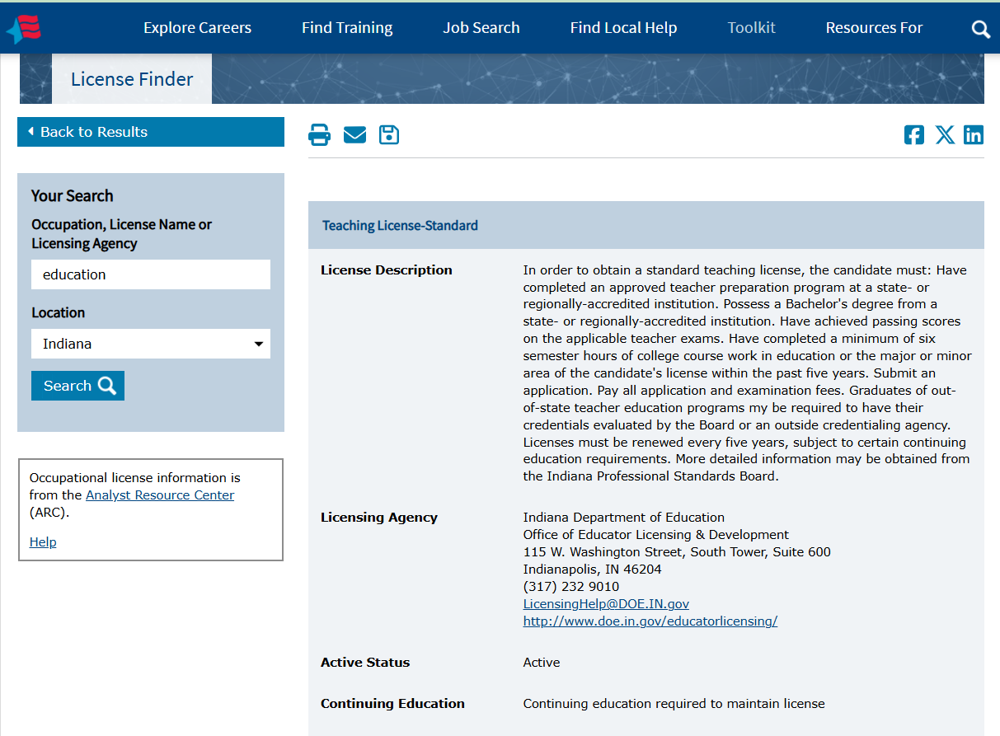 Explore Careers
Find Training
Job Search
Find Local Help
Toolkit
Resources For
License Finder
Back to Results
Your Search
Occupation, License Name or
Licensing Agency
education
Location
Indiana
Search
Occupational license information is
from the Analyst Resource Center
(ARC).
Help
Teaching License-Standard
License Description
In order to obtain a standard teaching license, the candidate must: Have
completed an approved teacher preparation program at a state- or
regionally-accredited institution. Possess a Bachelor's degree from a
state- or regionally-accredited institution. Have achieved passing scores
on the applicable teacher exams. Have completed a minimum of six
semester hours of college course work in education or the major or minor
area of the candidate's license within the past five years. Submit an
application. Pay all application and examination fees. Graduates of out-
of-state teacher education programs my be required to have their
credentials evaluated by the Board or an outside credentialing agency.
Licenses must be renewed every five years, subject to certain continuing
education requirements. More detailed information may be obtained from
the Indiana Professional Standards Board.
Licensing Agency
Indiana Department of Education
Office of Educator Licensing & Development
115 W. Washington Street, South Tower, Suite 600
Indianapolis, IN 46204
(317) 232 9010
LicensingHelp@DOE.IN.gov
http://www.doe.in.gov/educatorlicensing/
Active Status
Active
Continuing Education
Continuing education required to maintain license